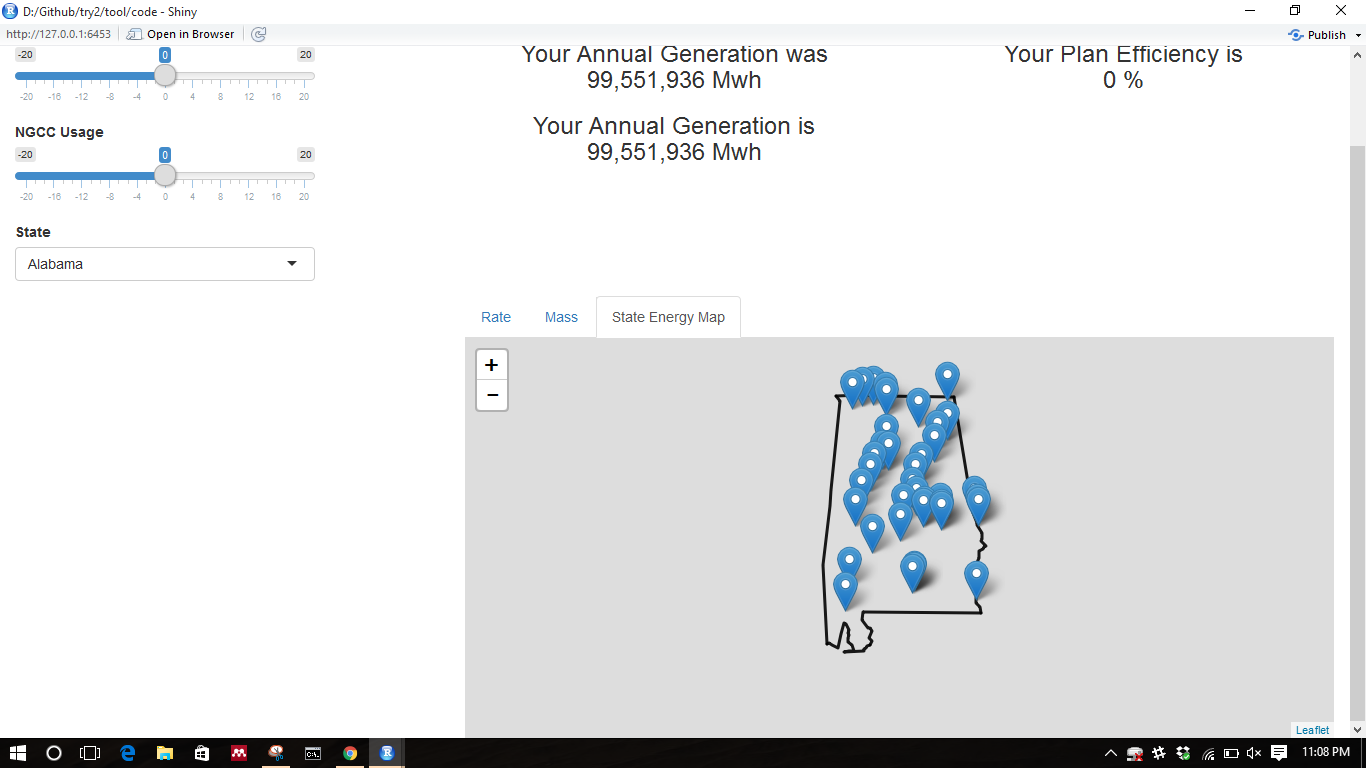 D:/Github/try2/tool/code - Shiny
http://127.0.0.1:6453 Open in Browser Publish
-20 0 20
-20 -16 -12 -8 -4 0 4 8 12 16 20
NGCC Usage
-20 0 20
-20 -16 -12 -8 -4 0 4 8 12 16 20
State
Alabama
Your Annual Generation was
99,551,936 Mwh
Your Annual Generation is
99,551,936 Mwh
Your Plan Efficiency is
0 %
Rate Mass State Energy Map
+
−
Leaflet
11:08 PM